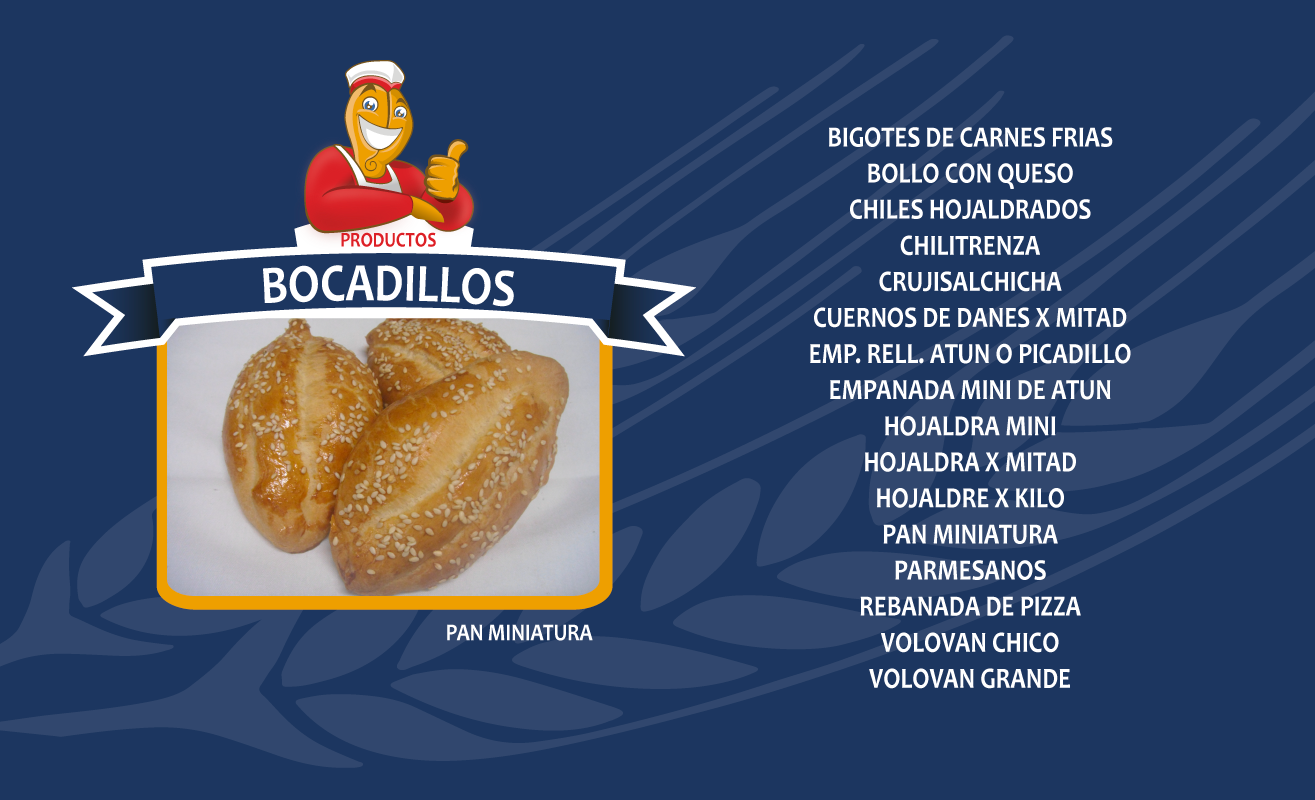 PRODUCTOS
BOCADILLOS
PAN MINIATURA
BIGOTES DE CARNES FRIAS
BOLLO CON QUESO
CHILES HOJALDRADOS
CHILITRENZA
CRUJISALCHICHA
CUERNOS DE DANES X MITAD
EMP. RELL. ATUN O PICADILLO
EMPANADA MINI DE ATUN
HOJALDRA MINI
HOJALDRA X MITAD
HOJALDRE X KILO
PAN MINIATURA
PARMESANOS
REBANADA DE PIZZA
VOLOVAN CHICO
VOLOVAN GRANDE